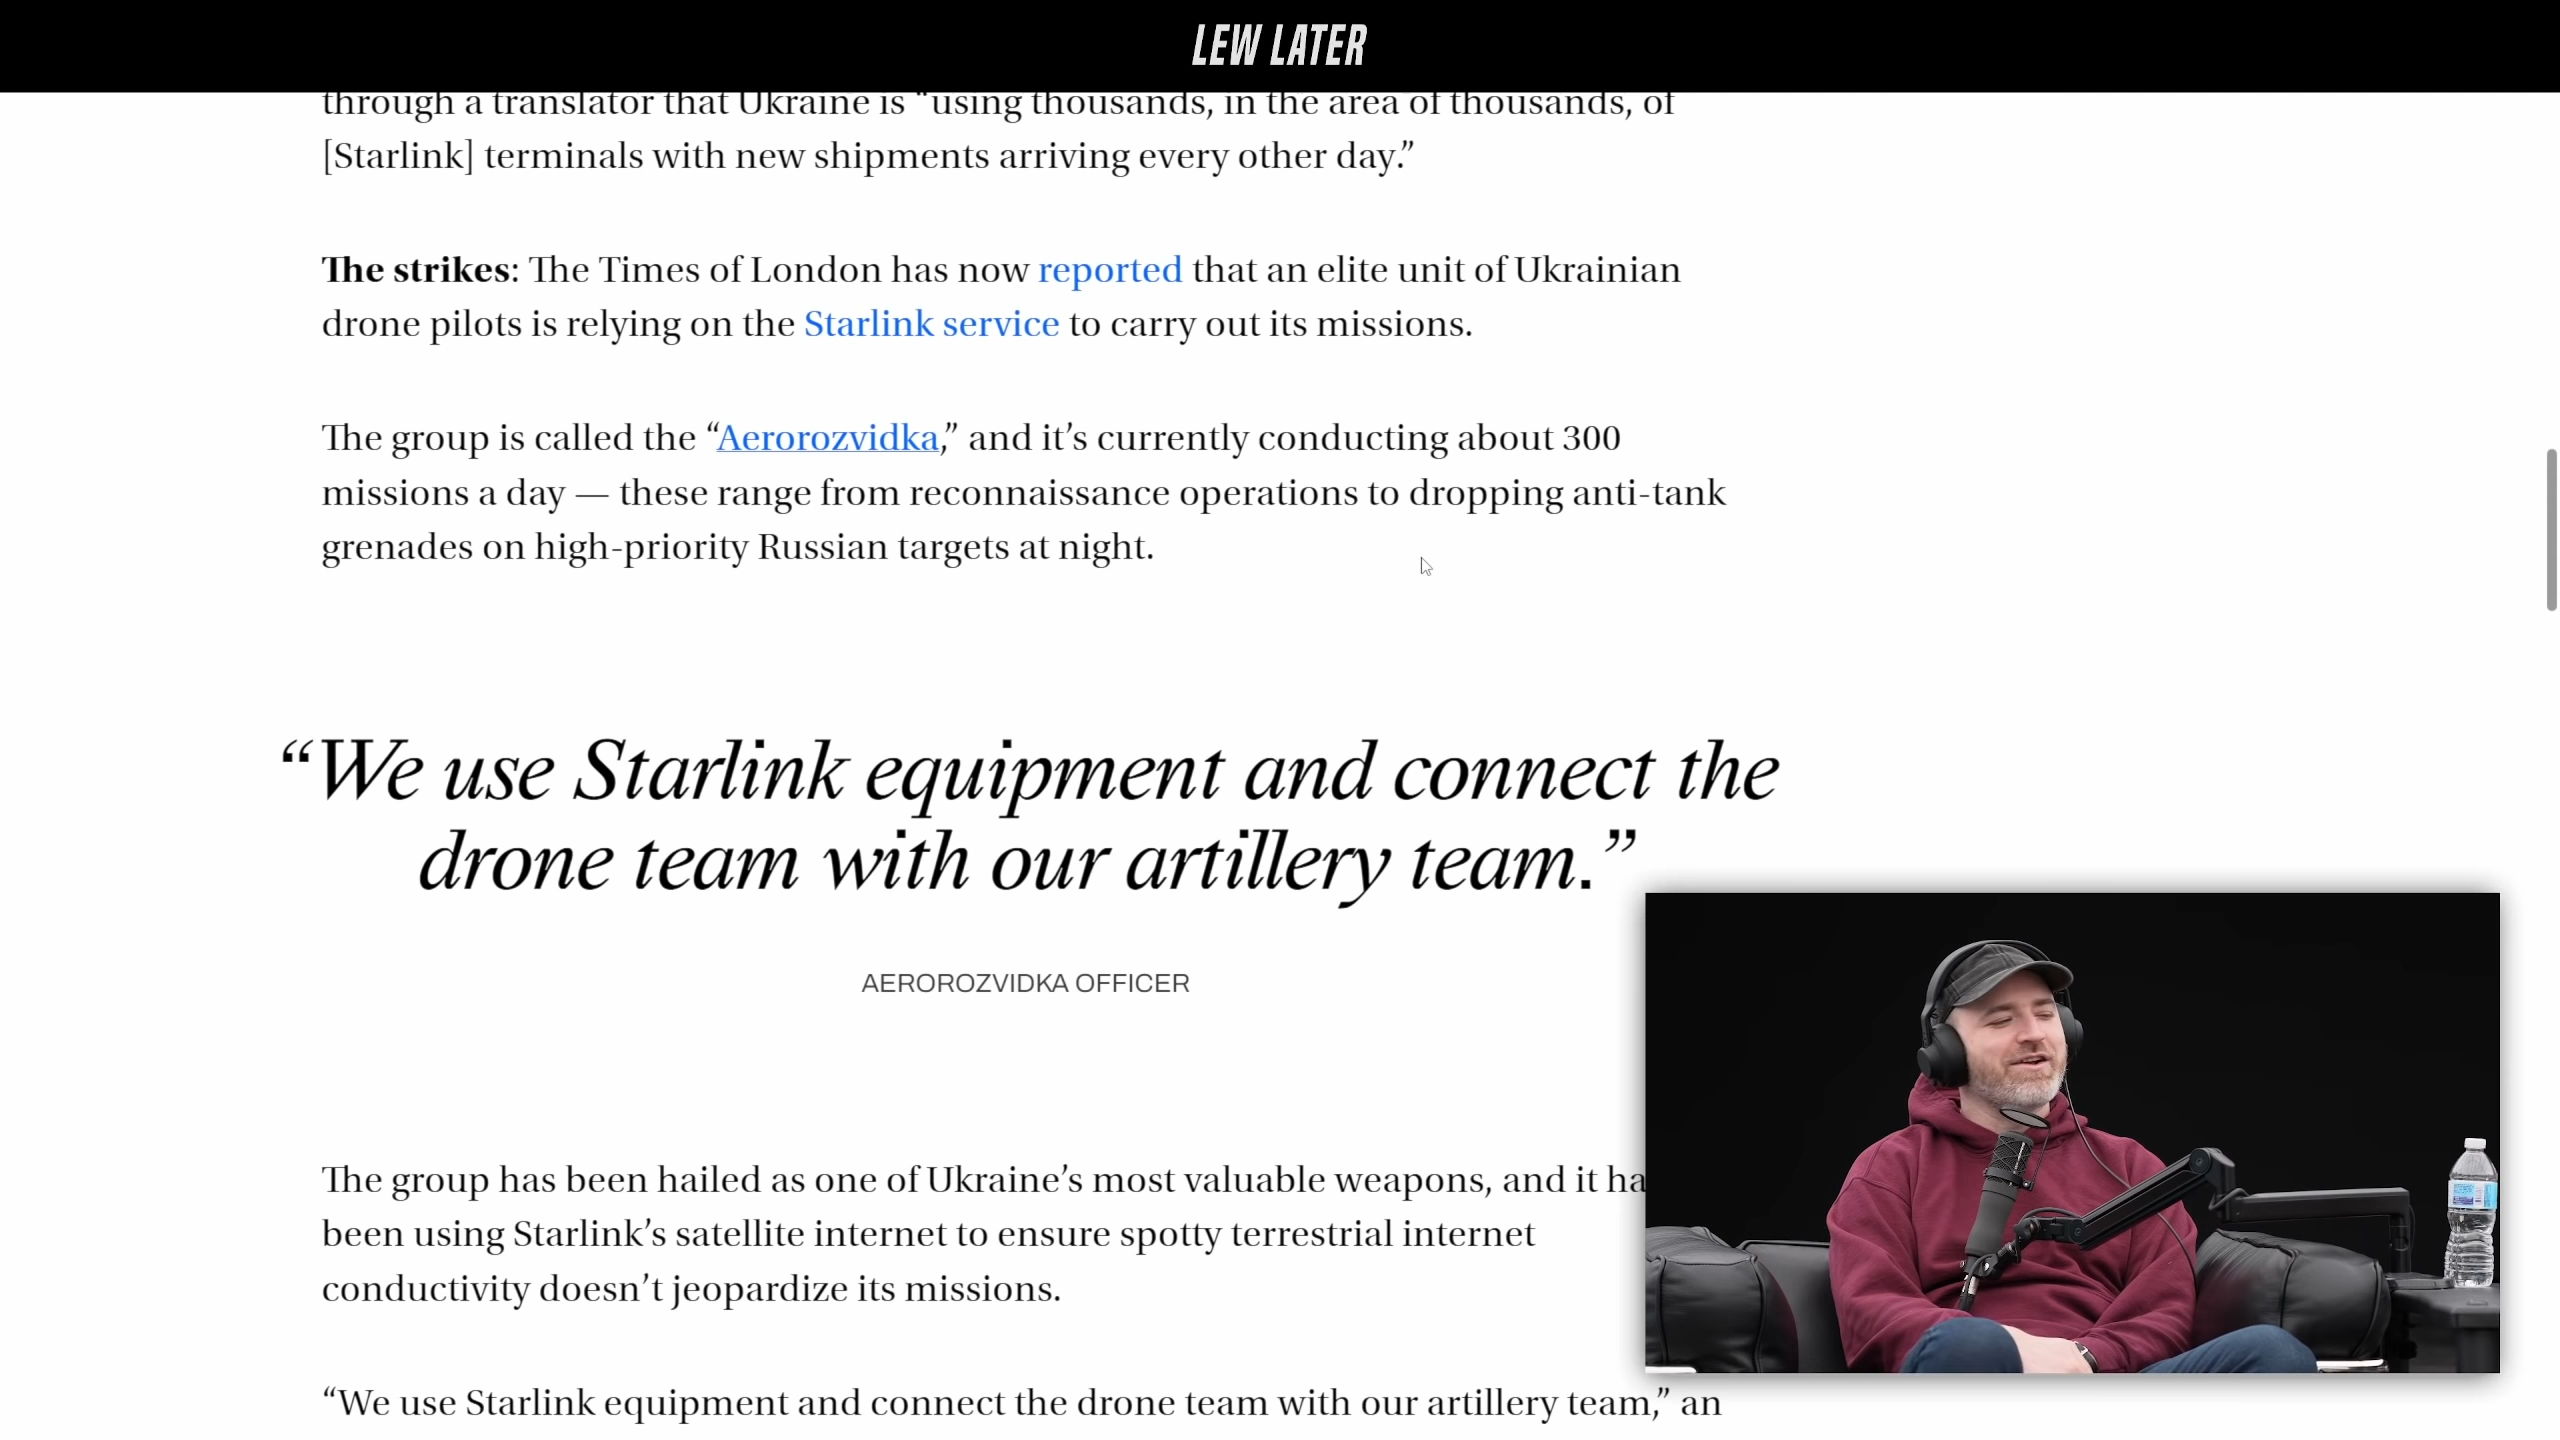 LEW LATER
through a translator that Ukraine is “using thousands, in the area of thousands, of
[Starlink] terminals with new shipments arriving every other day.”
The strikes: The Times of London has now reported that an elite unit of Ukrainian
drone pilots is relying on the Starlink service to carry out its missions.
The group is called the “Aerorozvidka,” and it’s currently conducting about 300
missions a day — these range from reconnaissance operations to dropping anti-tank
grenades on high-priority Russian targets at night.
“We use Starlink equipment and connect the
drone team with our artillery team.”
AEROROZVIDKA OFFICER
The group has been hailed as one of Ukraine’s most valuable weapons, and it ha
been using Starlink’s satellite internet to ensure spotty terrestrial internet
conductivity doesn’t jeopardize its missions.
“We use Starlink equipment and connect the drone team with our artillery team,” an